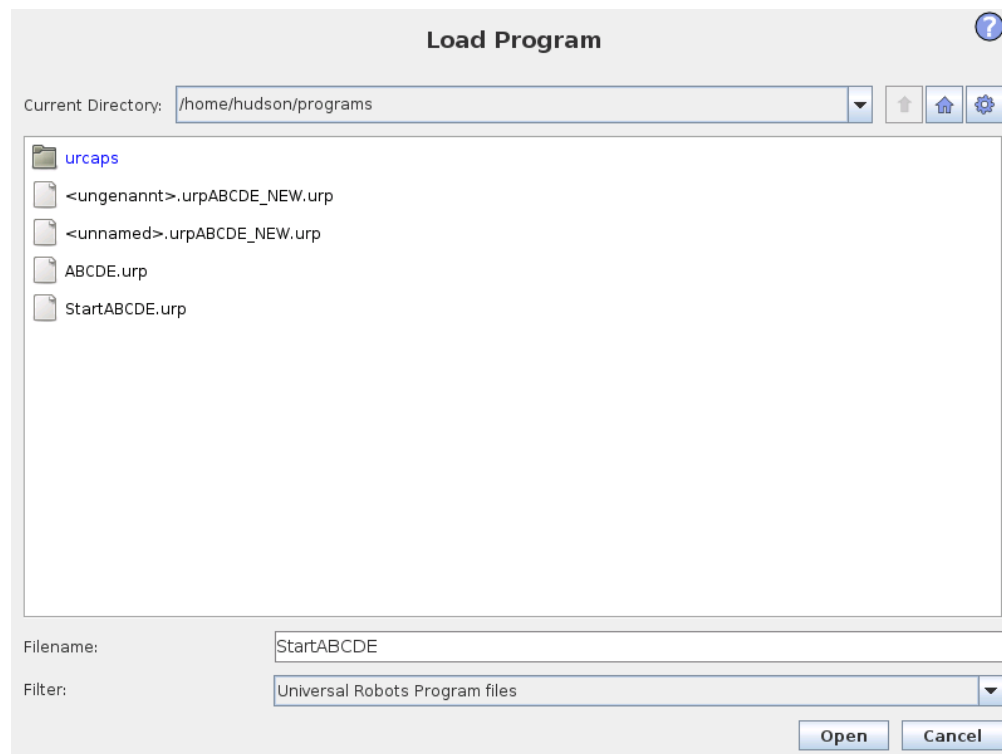 Load Program
?
Current Directory: /home/hudson/programs
urcaps
<ungenannt>.urpABCDE_NEW.urp
<unnamed>.urpABCDE_NEW.urp
ABCDE.urp
StartABCDE.urp
Filename: StartABCDE
Filter: Universal Robots Program files
Open Cancel